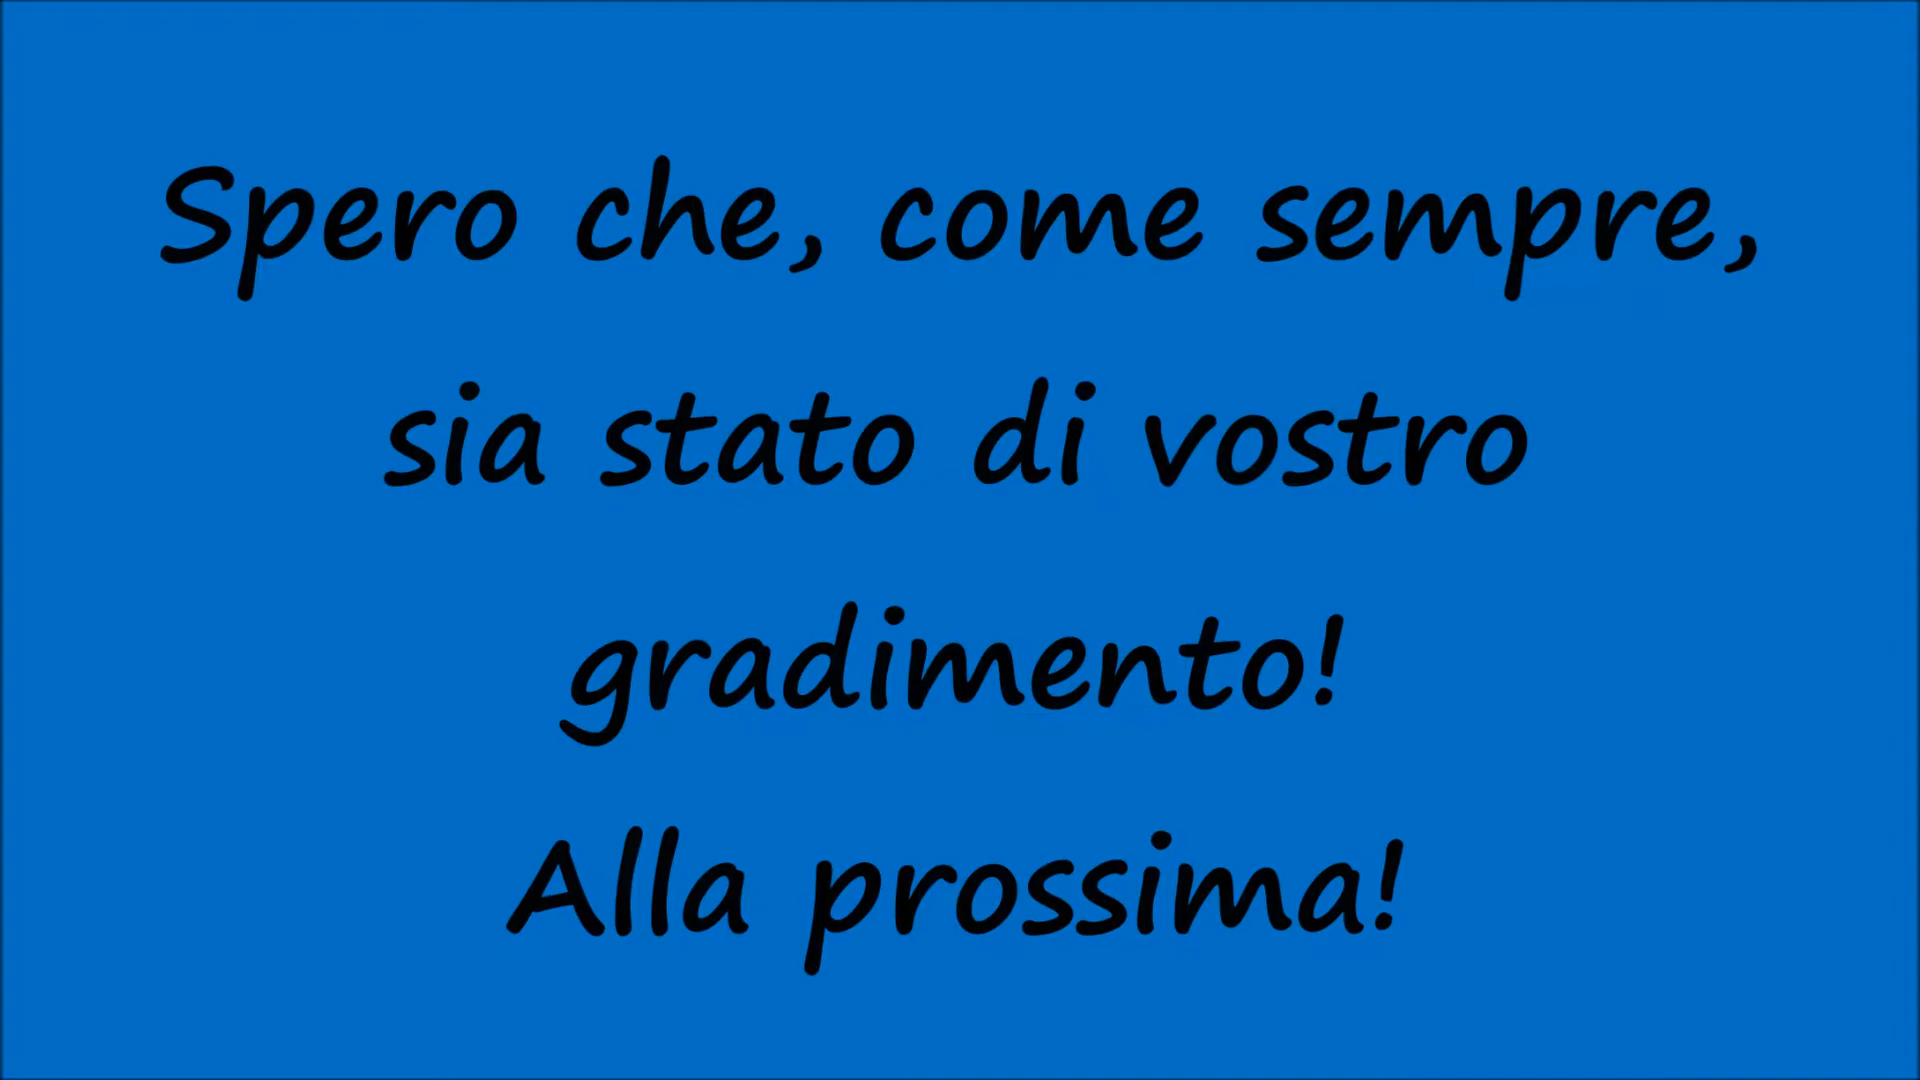 Spero che, come sempre,
sia stato di vostro
gradimento!
Alla prossima!